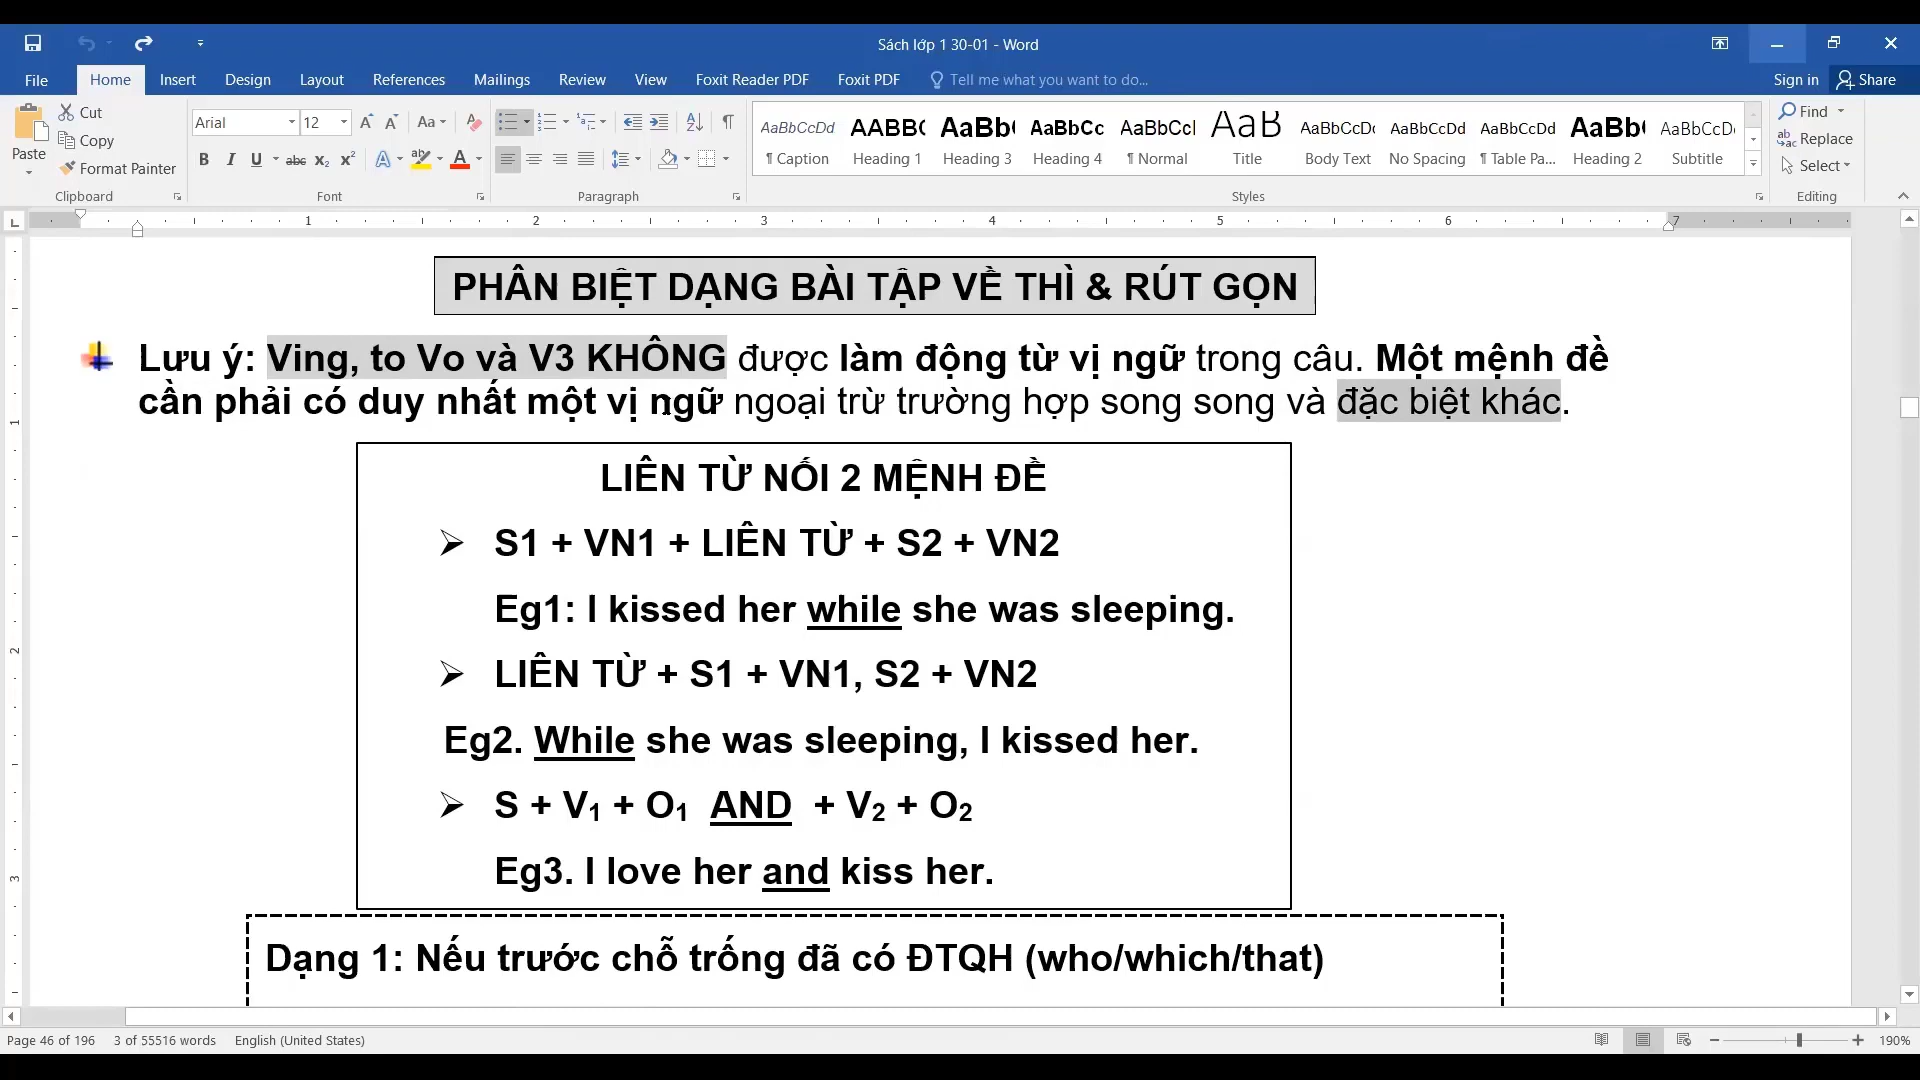 Sách lớp 1 30-01 - Word
File Home Insert Design Layout References Mailings Review View Foxit Reader PDF Foxit PDF Tell me what you want to do... Sign in Share
Paste Cut Copy Format Painter
Clipboard
Arial 12
Font
Paragraph
AaBbCcDd AABBC AaBb( AaBbCc AaBbCcl AaB AaBbCcDc AaBbCcDd AaBbCcDd AaBb( AaBbCcD
¶ Caption Heading 1 Heading 3 Heading 4 ¶ Normal Title Body Text No Spacing ¶ Table Pa... Heading 2 Subtitle
Styles
Find
Replace
Select
Editing
1 2 3 4 5 6 7
PHÂN BIỆT DẠNG BÀI TẬP VỀ THÌ & RÚT GỌN
Lưu ý: Ving, to Vo và V3 KHÔNG được làm động từ vị ngữ trong câu. Một mệnh đề
cần phải có duy nhất một vị ngữ ngoại trừ trường hợp song song và đặc biệt khác.
LIÊN TỪ NỐI 2 MỆNH ĐỀ
➢ S1 + VN1 + LIÊN TỪ + S2 + VN2
Eg1: I kissed her while she was sleeping.
➢ LIÊN TỪ + S1 + VN1, S2 + VN2
Eg2. While she was sleeping, I kissed her.
➢ S + V₁ + O₁ AND + V₂ + O₂
Eg3. I love her and kiss her.
Dạng 1: Nếu trước chỗ trống đã có ĐTQH (who/which/that)
Page 46 of 196 3 of 55516 words English (United States) 190%